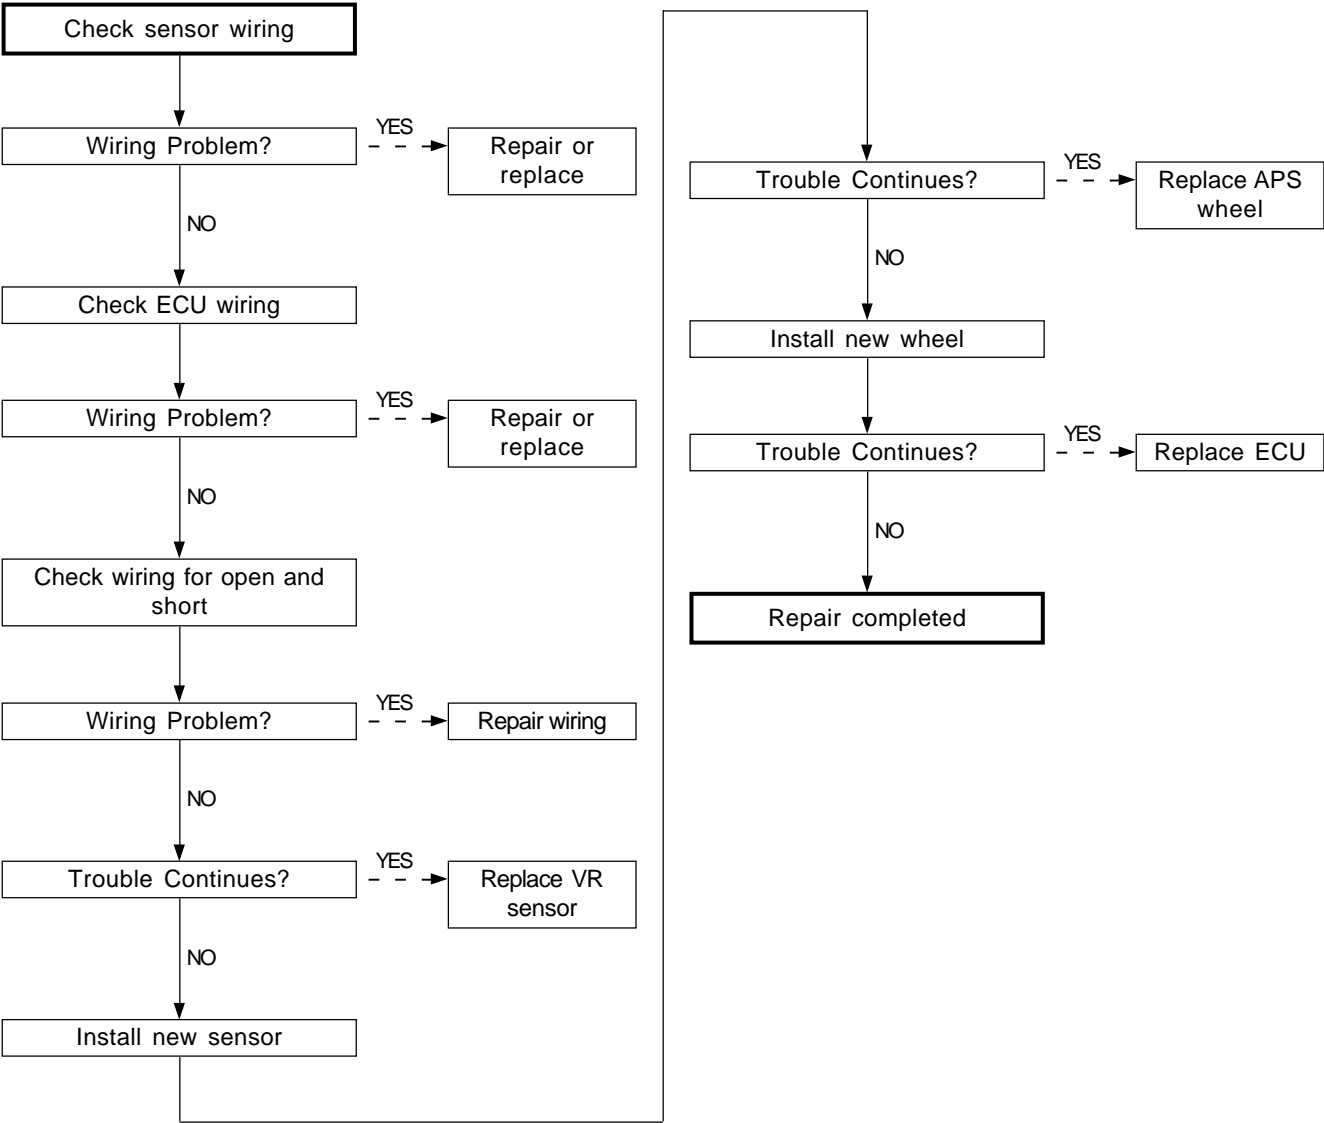 Check sensor wiring
Wiring Problem?
YES
Repair or
replace
NO
Check ECU wiring
Wiring Problem?
YES
Repair or
replace
NO
Check wiring for open and
short
Wiring Problem?
YES
Repair wiring
NO
Trouble Continues?
YES
Replace VR
sensor
NO
Install new sensor
Trouble Continues?
YES
Replace APS
wheel
NO
Install new wheel
Trouble Continues?
YES
Replace ECU
NO
Repair completed